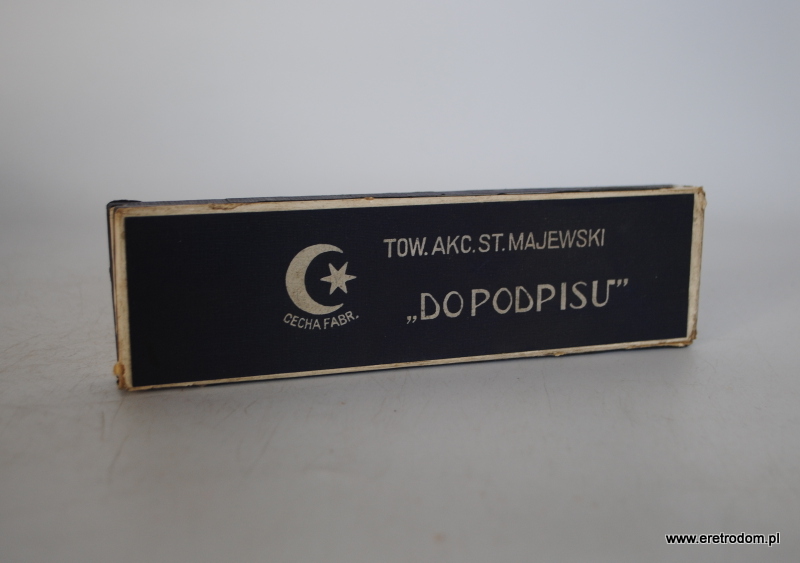 TOW. AKC. ST. MAJEWSKI
„DO PODPISU”
CECHA FABR.
www.eretrodom.pl